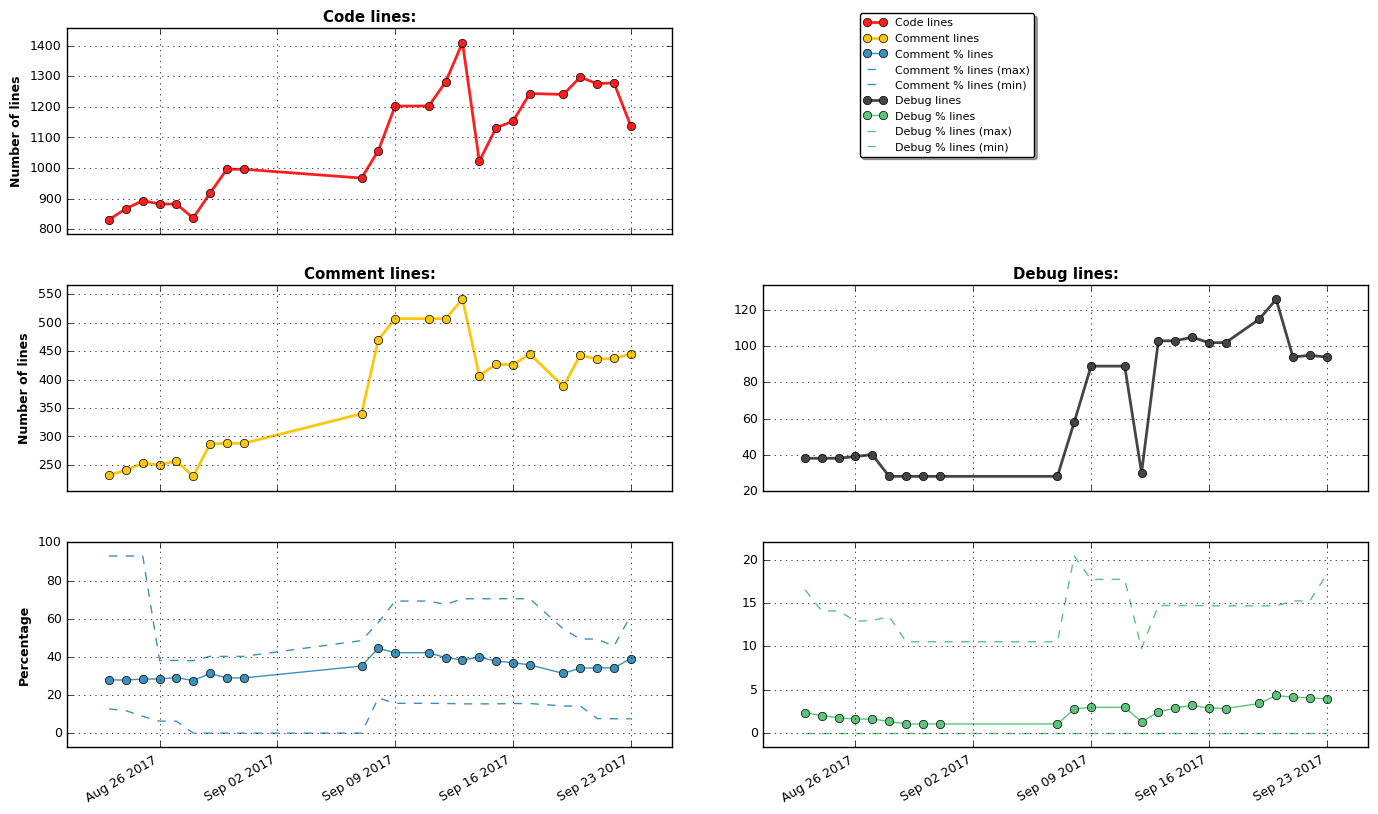 Code lines:
Number of lines
1400
1300
1200
1100
1000
900
800
Code lines
Comment lines
Comment % lines
Comment % lines (max)
Comment % lines (min)
Debug lines
Debug % lines
Debug % lines (max)
Debug % lines (min)
Comment lines:
Number of lines
550
500
450
400
350
300
250
Debug lines:
120
100
80
60
40
20
Percentage
100
80
60
40
20
0
Aug 26 2017
Sep 02 2017
Sep 09 2017
Sep 16 2017
Sep 23 2017
20
15
10
5
0
Aug 26 2017
Sep 02 2017
Sep 09 2017
Sep 16 2017
Sep 23 2017